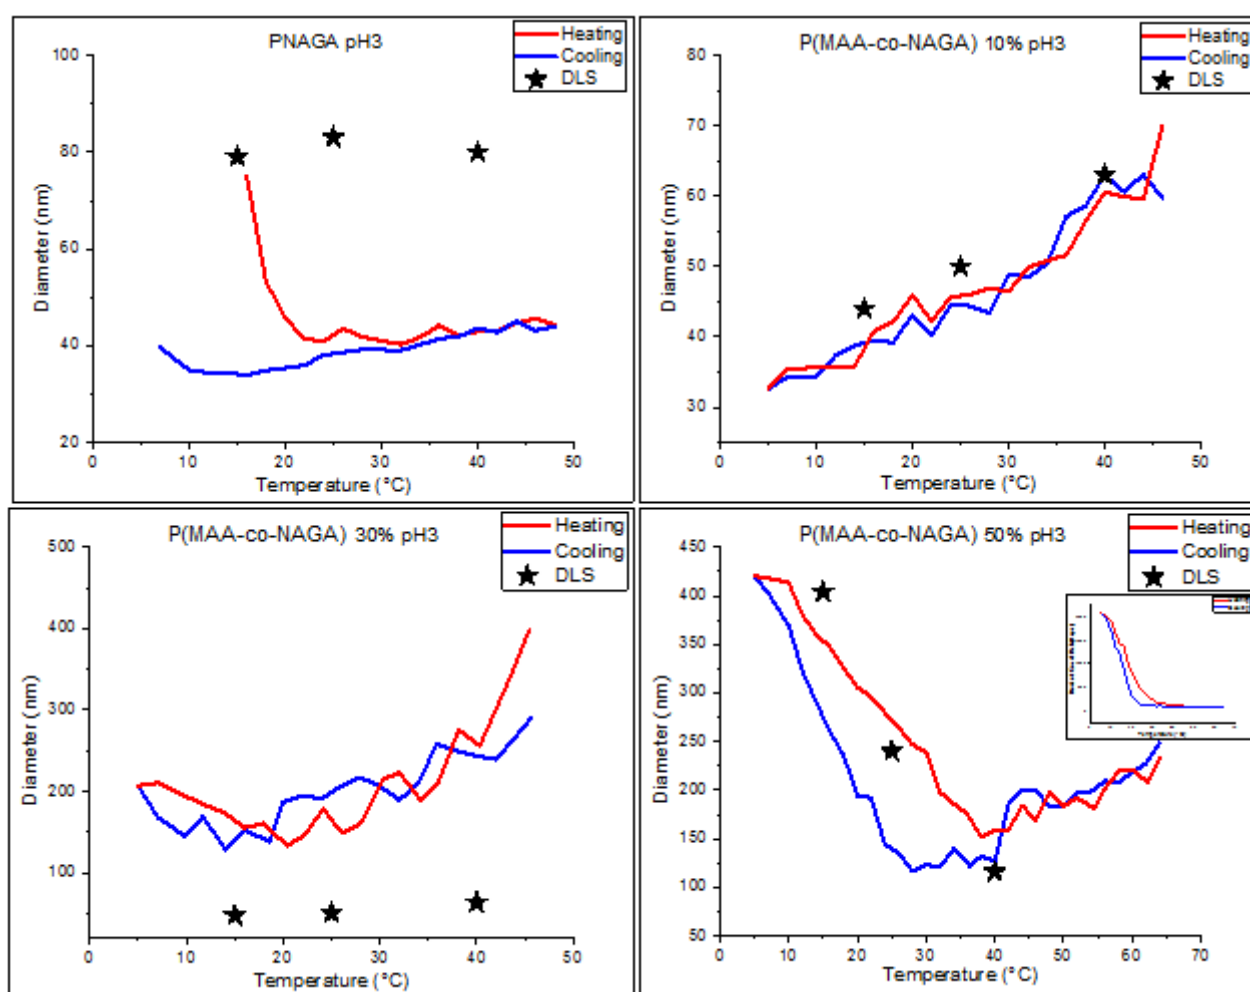 PNAGA pH3
Heating
Cooling
DLS
100
80
60
40
20
Diameter (nm)
0 10 20 30 40 50
Temperature (°C)
P(MAA-co-NAGA) 10% pH3
Heating
Cooling
DLS
80
70
60
50
40
30
Diameter (nm)
0 10 20 30 40 50
Temperature (°C)
P(MAA-co-NAGA) 30% pH3
Heating
Cooling
DLS
500
400
300
200
100
Diameter (nm)
0 10 20 30 40 50
Temperature (°C)
P(MAA-co-NAGA) 50% pH3
Heating
Cooling
DLS
450
400
350
300
250
200
150
100
50
Diameter (nm)
0 10 20 30 40 50 60 70
Temperature (°C)